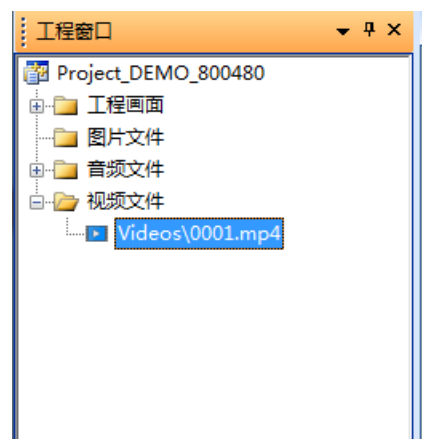 工程窗口
Project_DEMO_800480
工程画面
图片文件
音频文件
视频文件
Videos\0001.mp4